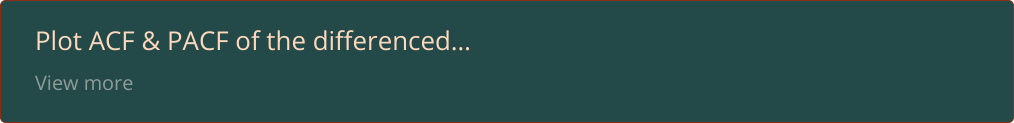 Plot ACF & PACF of the differenced...
View more